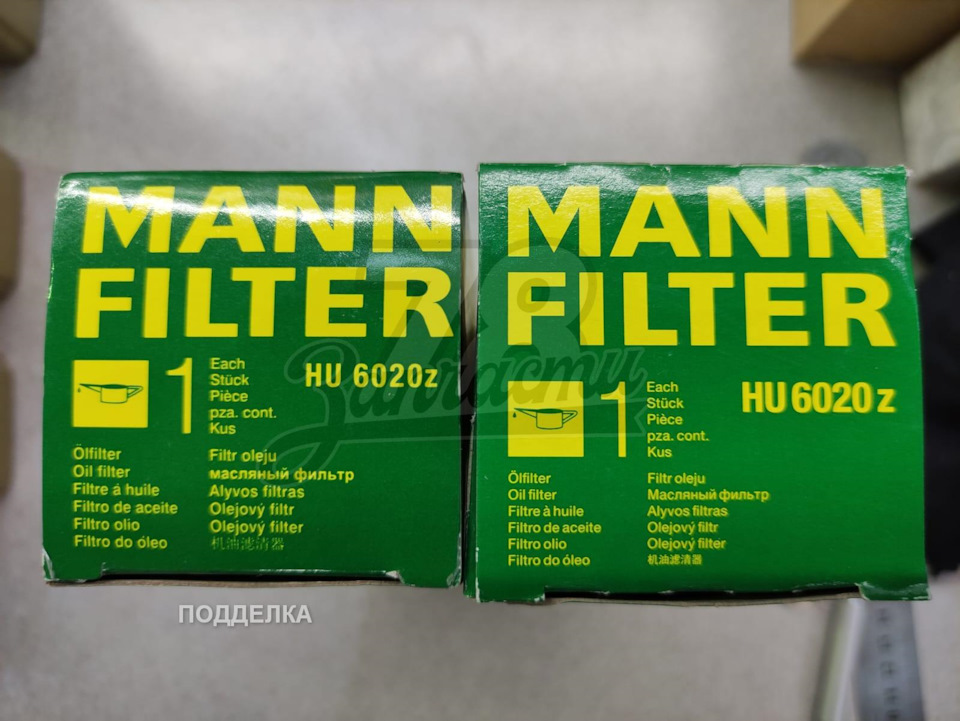 MANN
FILTER
1
Each
Stück
Pièce
pza. cont.
Kus
HU 6020z
Ölfilter
Oil filter
Filtre à huile
Filtro de aceite
Filtro olio
Filtro do óleo
Filtr oleju
масляный фильтр
Alyvos filtras
Olejový filtr
Olejový filter
机油滤清器
MANN
FILTER
1
Each
Stück
Pièce
pza. cont.
Kus
HU 6020 z
Ölfilter
Oil filter
Filtre à huile
Filtro de aceite
Filtro olio
Filtro do óleo
Filtr oleju
Масляный фильтр
Alyvos filtras
Olejový filtr
Olejový filter
机油滤清器
78
Запчасти
ПОДДЕЛКА